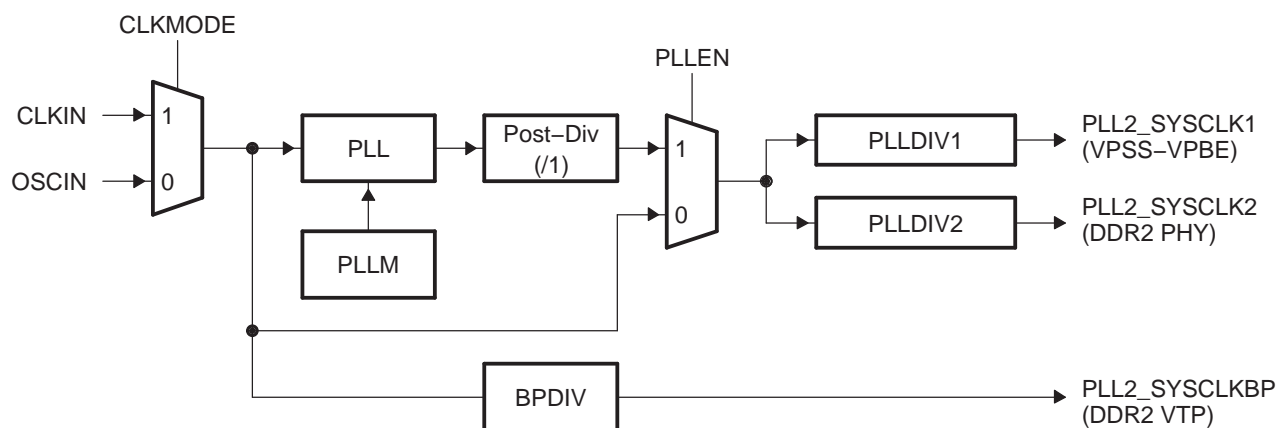 CLKMODE
PLLEN
CLKIN
1
OSCIN
0
PLL
Post–Div
(/1)
1
0
PLLM
PLLDIV1
PLL2_SYSCLK1
(VPSS–VPBE)
PLLDIV2
PLL2_SYSCLK2
(DDR2 PHY)
BPDIV
PLL2_SYSCLKBP
(DDR2 VTP)